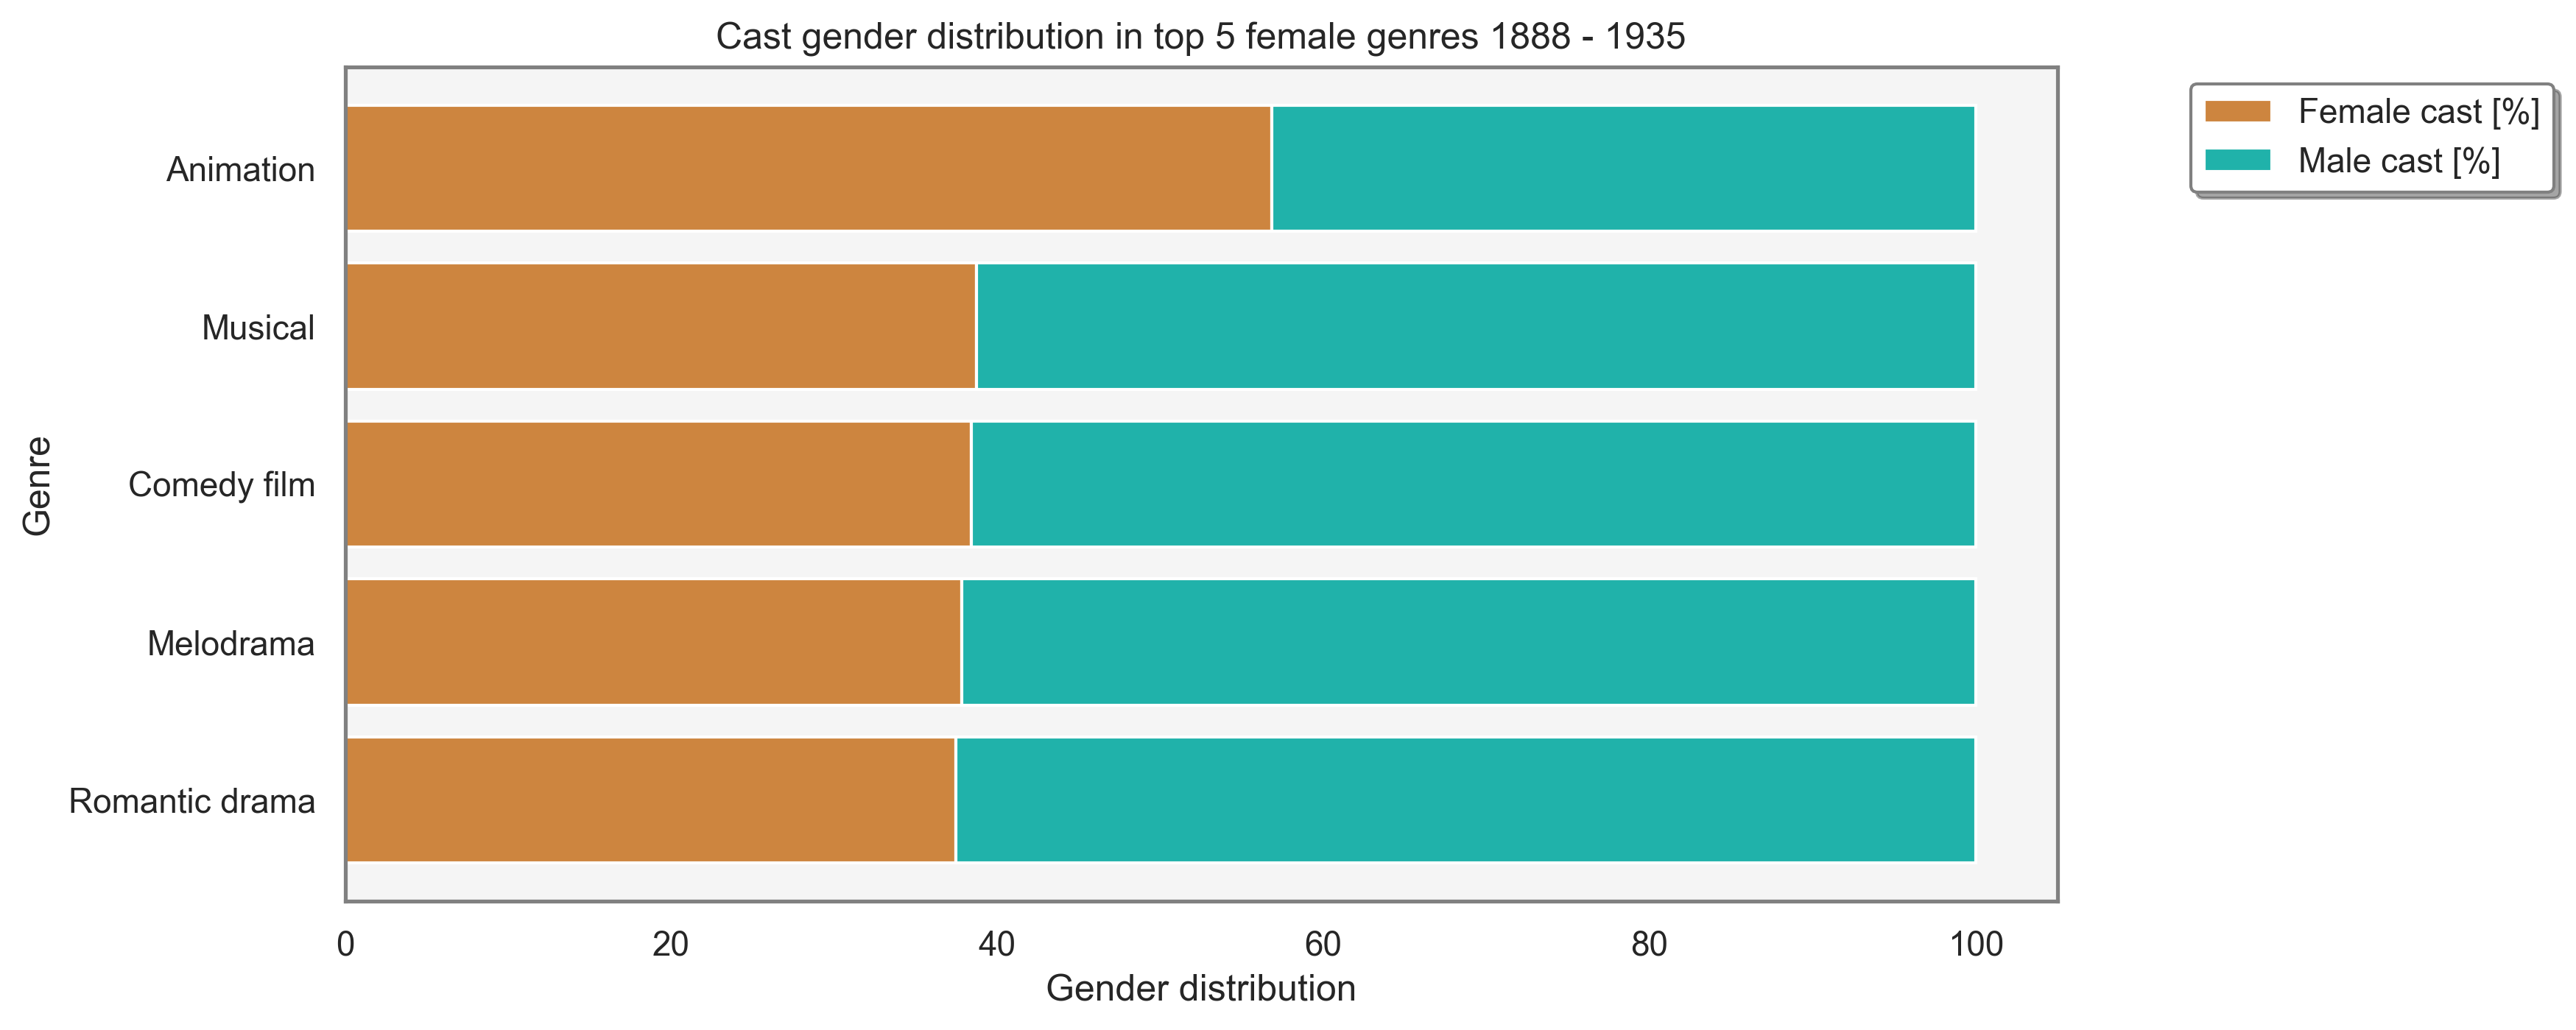 Cast gender distribution in top 5 female genres 1888 - 1935
Female cast [%]
Male cast [%]
Genre
Animation
Musical
Comedy film
Melodrama
Romantic drama
0 20 40 60 80 100
Gender distribution